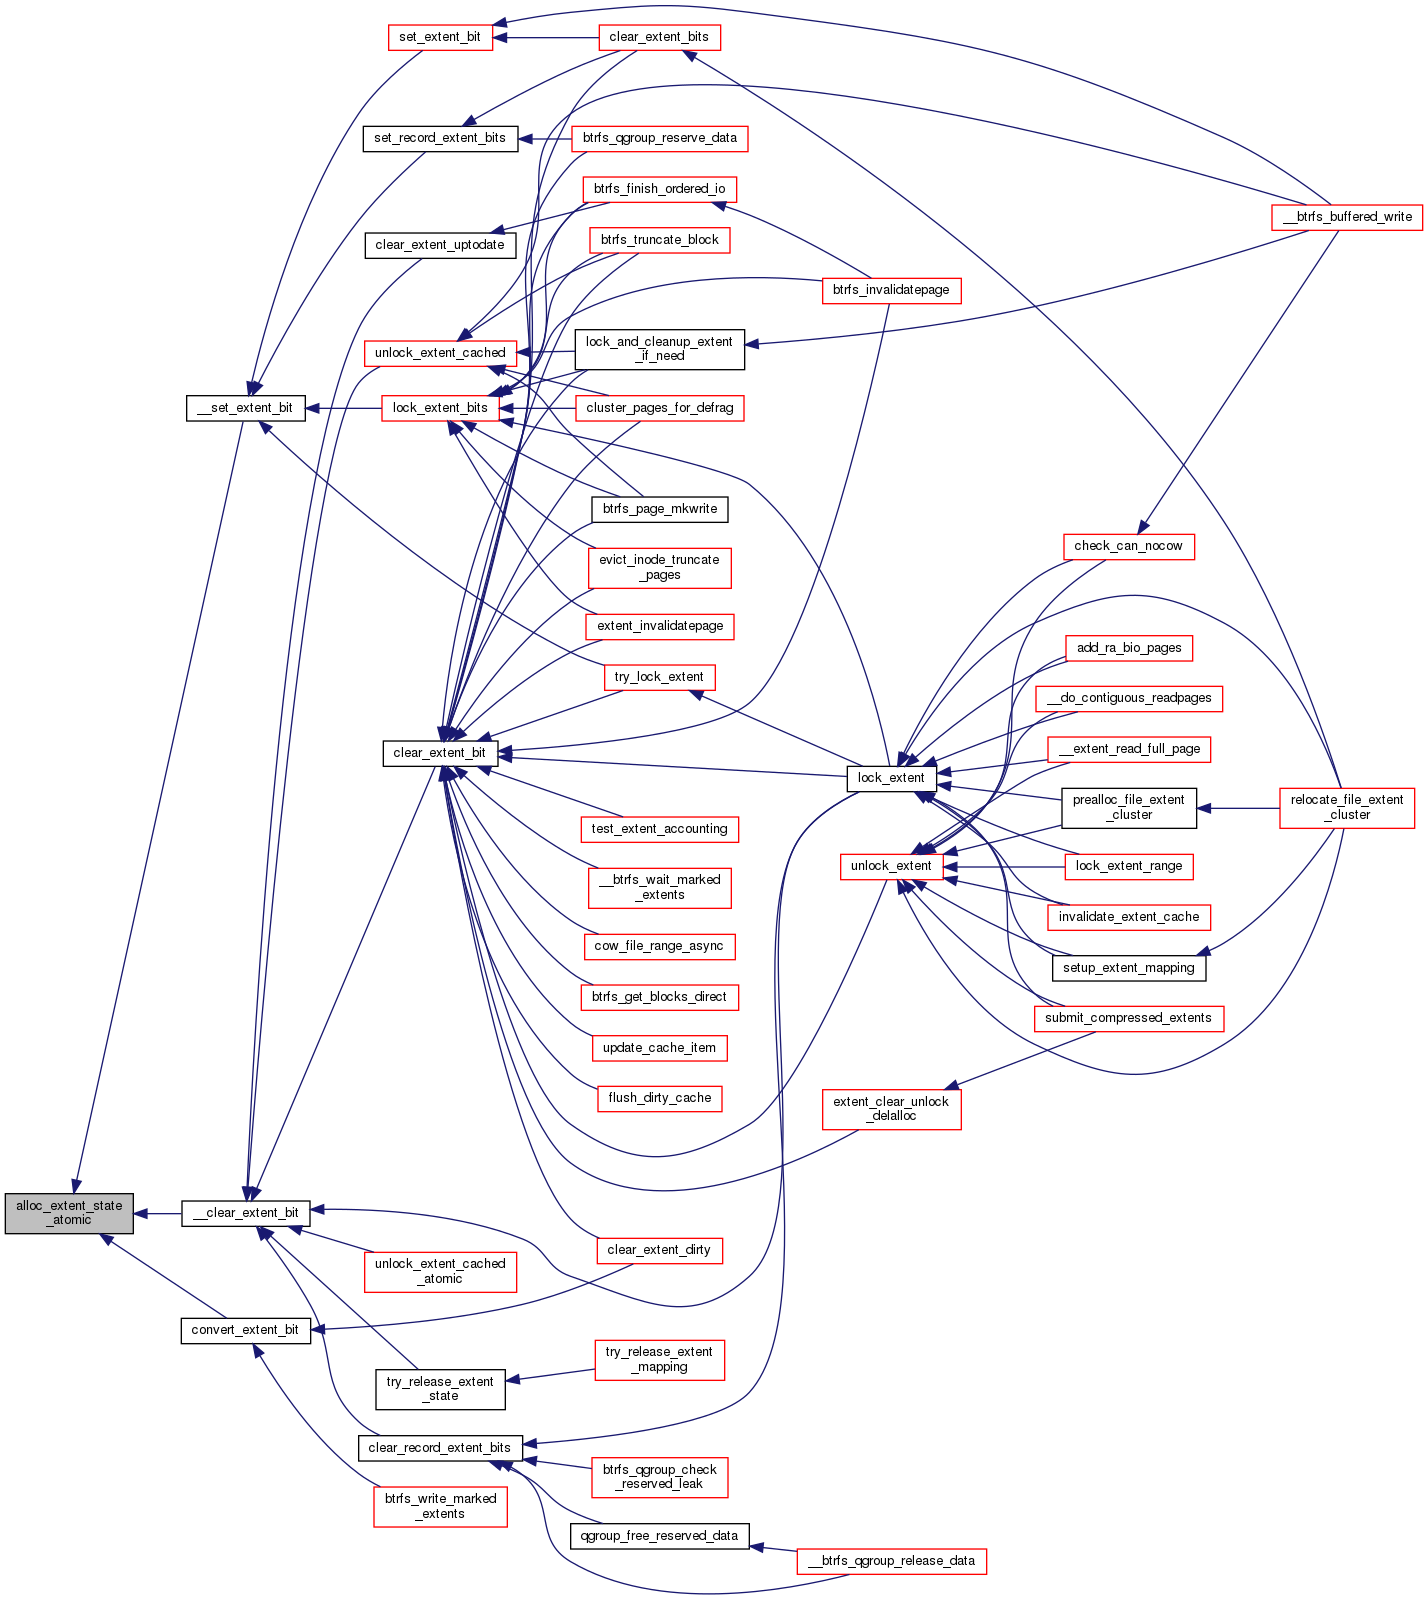 set_extent_bit
clear_extent_bits
set_record_extent_bits
btrfs_qgroup_reserve_data
btrfs_finish_ordered_io
__btrfs_buffered_write
clear_extent_uptodate
btrfs_truncate_block
btrfs_invalidatepage
unlock_extent_cached
lock_and_cleanup_extent
_if_need
__set_extent_bit
lock_extent_bits
cluster_pages_for_defrag
btrfs_page_mkwrite
check_can_nocow
evict_inode_truncate
_pages
extent_invalidatepage
add_ra_bio_pages
try_lock_extent
__do_contiguous_readpages
clear_extent_bit
__extent_read_full_page
lock_extent
prealloc_file_extent
_cluster
relocate_file_extent
_cluster
test_extent_accounting
unlock_extent
lock_extent_range
__btrfs_wait_marked
_extents
invalidate_extent_cache
cow_file_range_async
setup_extent_mapping
btrfs_get_blocks_direct
submit_compressed_extents
update_cache_item
flush_dirty_cache
extent_clear_unlock
_delalloc
alloc_extent_state
_atomic
__clear_extent_bit
clear_extent_dirty
unlock_extent_cached
_atomic
convert_extent_bit
try_release_extent
_mapping
try_release_extent
_state
clear_record_extent_bits
btrfs_qgroup_check
_reserved_leak
btrfs_write_marked
_extents
qgroup_free_reserved_data
__btrfs_qgroup_release_data